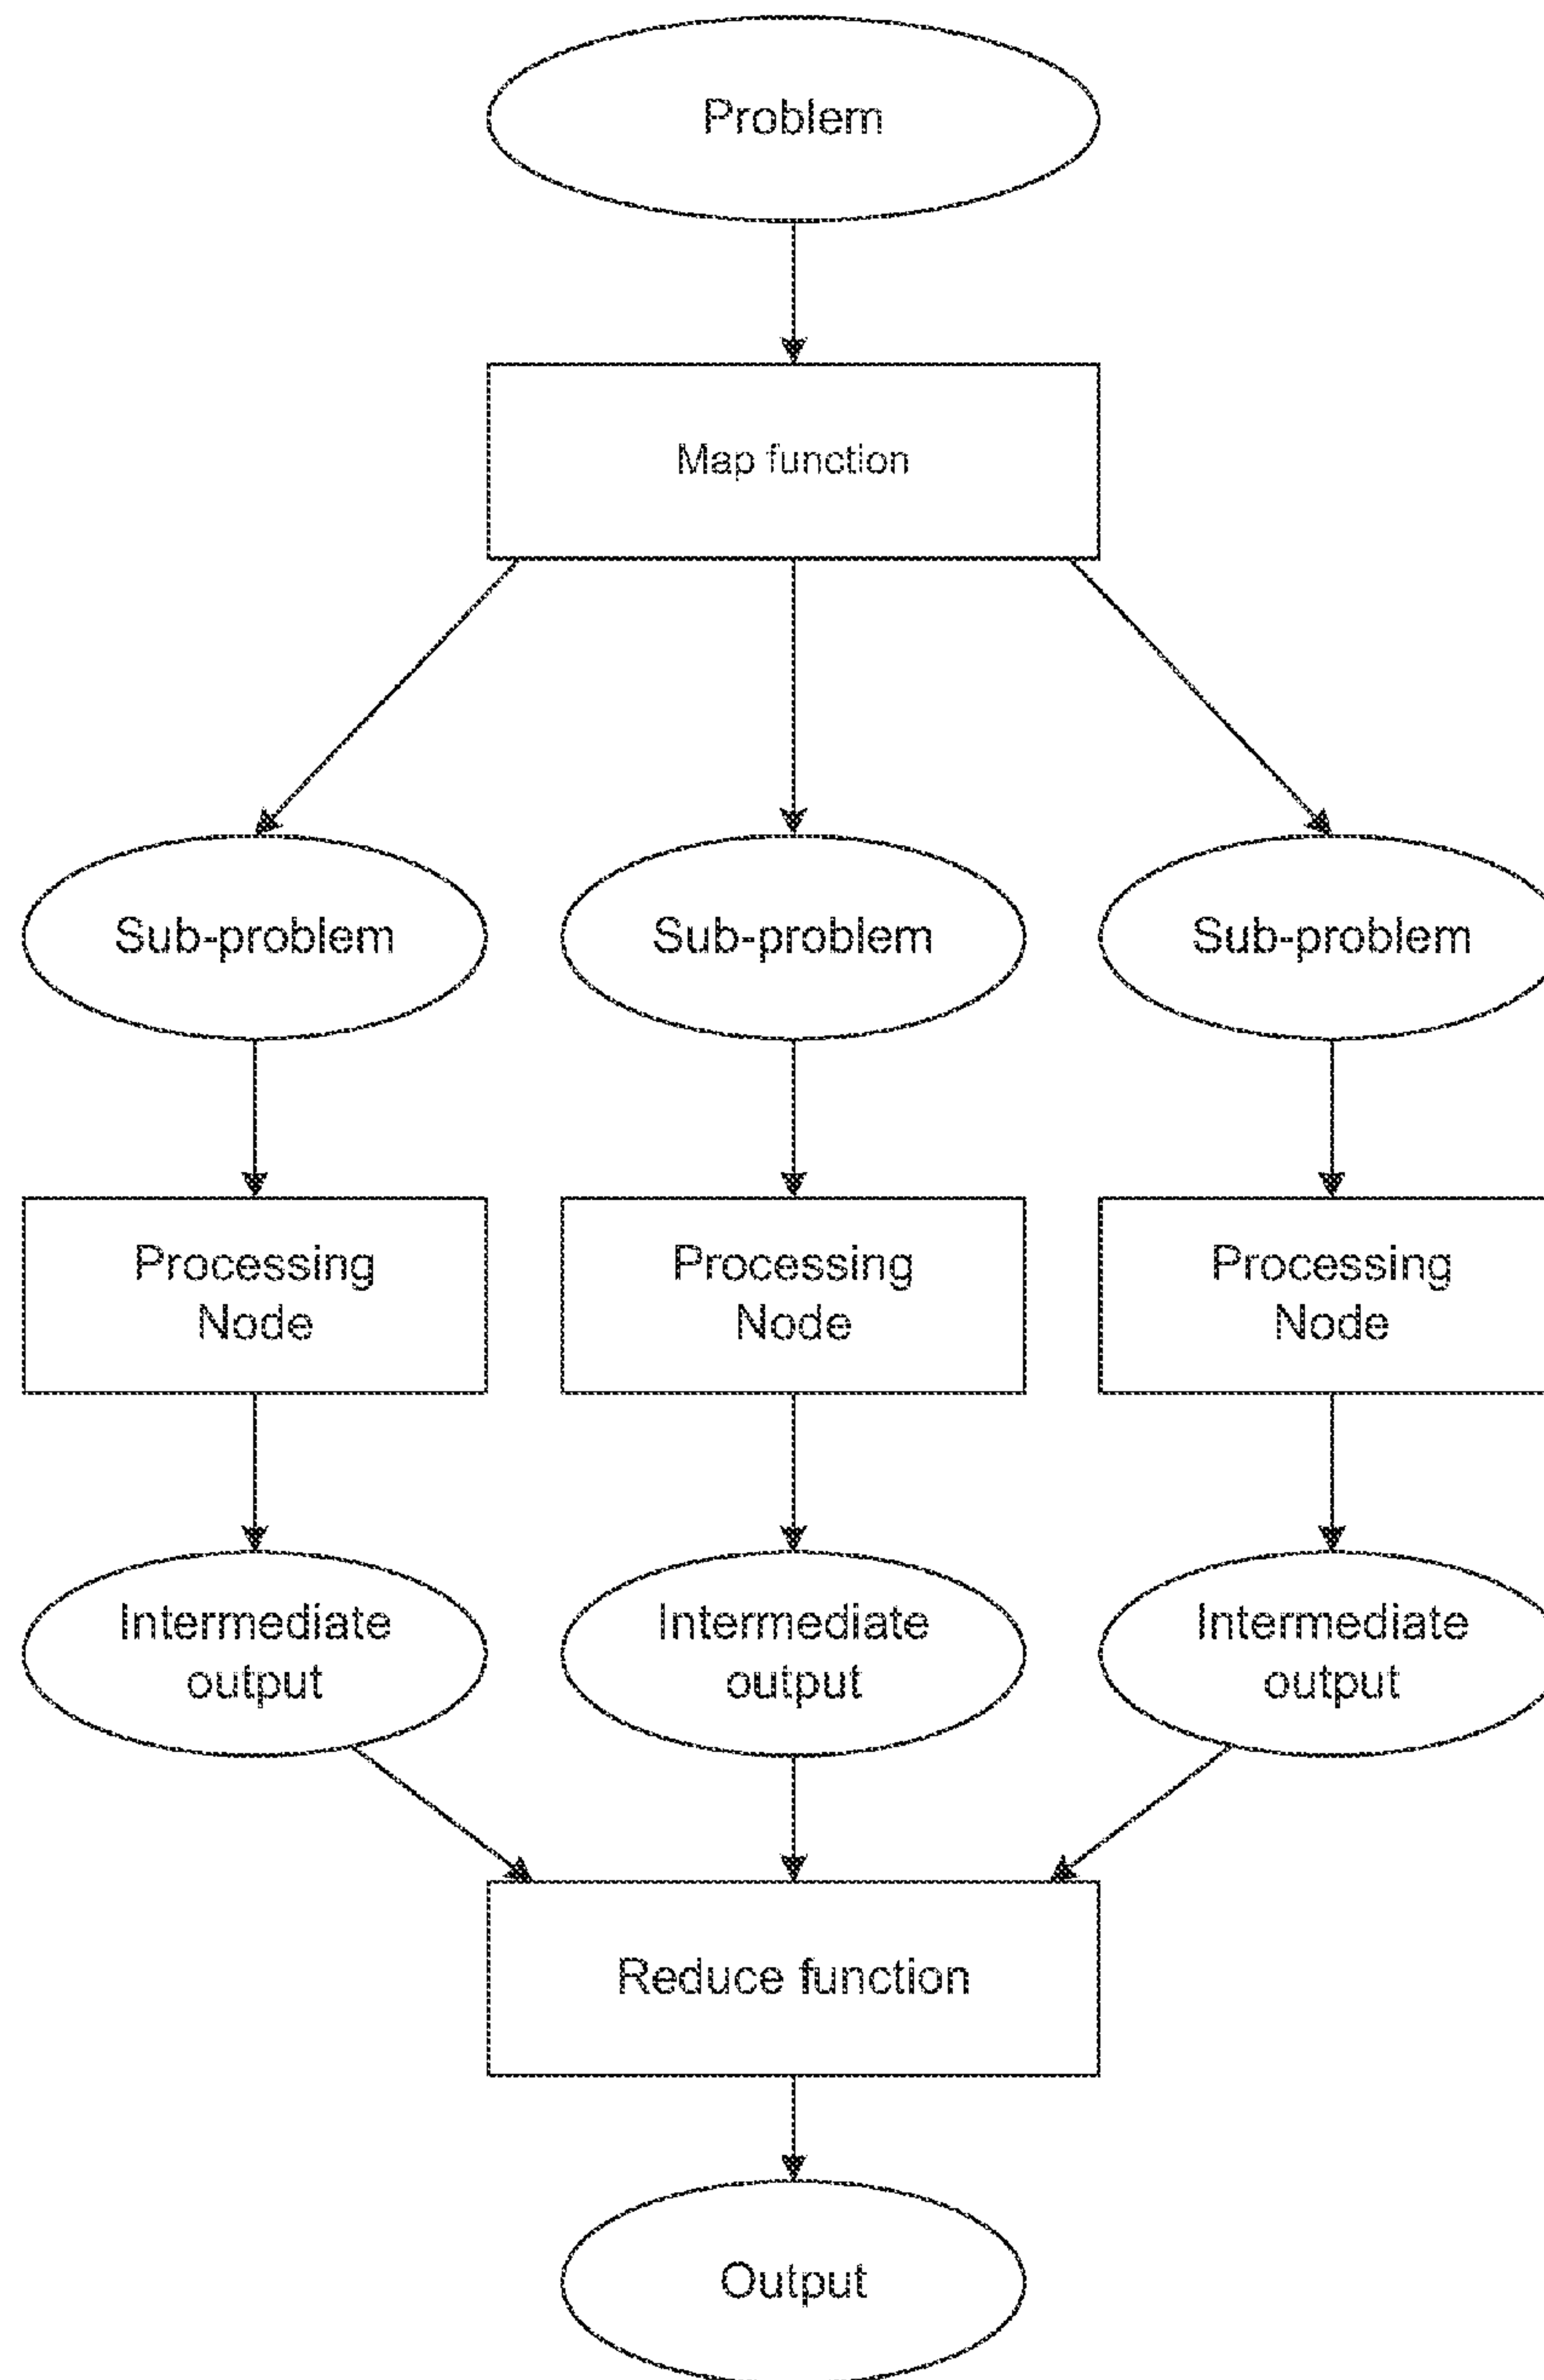 Problem
Map function
Sub-problem
Sub-problem
Sub-problem
Processing
Node
Processing
Node
Processing
Node
Intermediate
output
Intermediate
output
Intermediate
output
Reduce function
Output